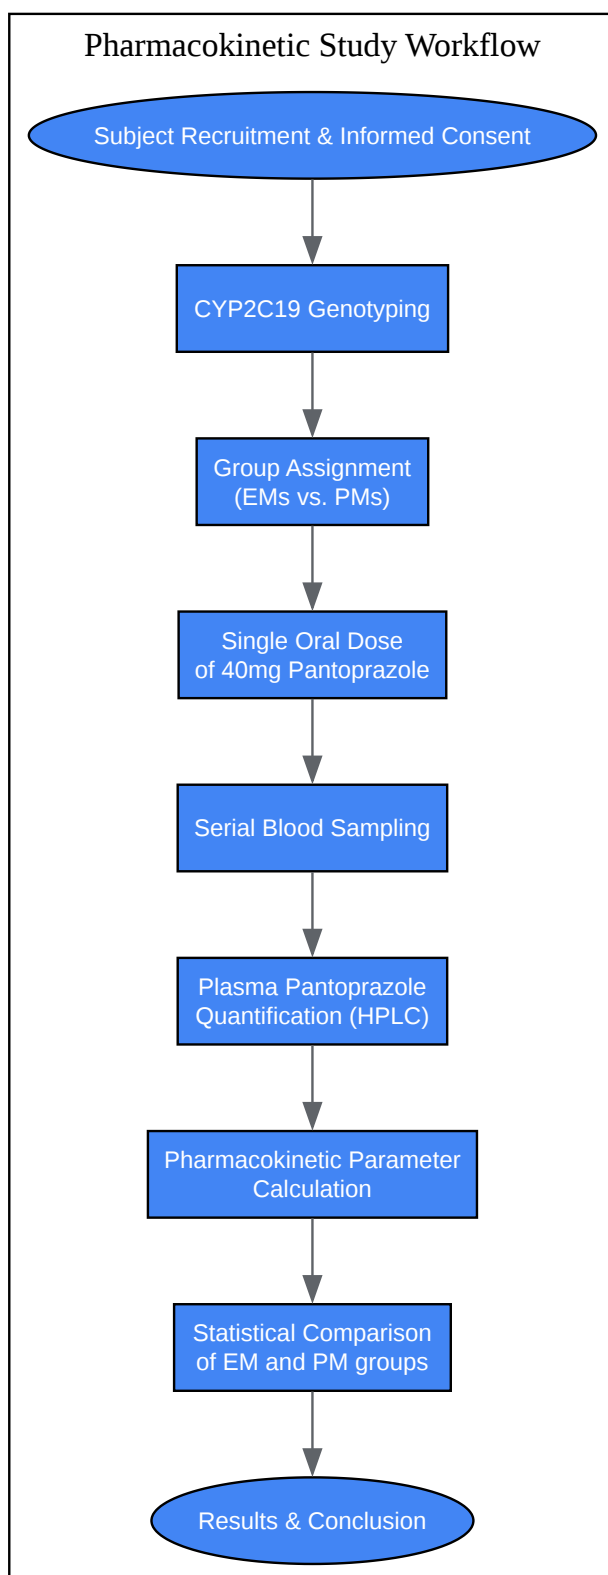 Pharmacokinetic Study Workflow
Subject Recruitment & Informed Consent
CYP2C19 Genotyping
Group Assignment
(EMs vs. PMs)
Single Oral Dose
of 40mg Pantoprazole
Serial Blood Sampling
Plasma Pantoprazole
Quantification (HPLC)
Pharmacokinetic Parameter
Calculation
Statistical Comparison
of EM and PM groups
Results & Conclusion